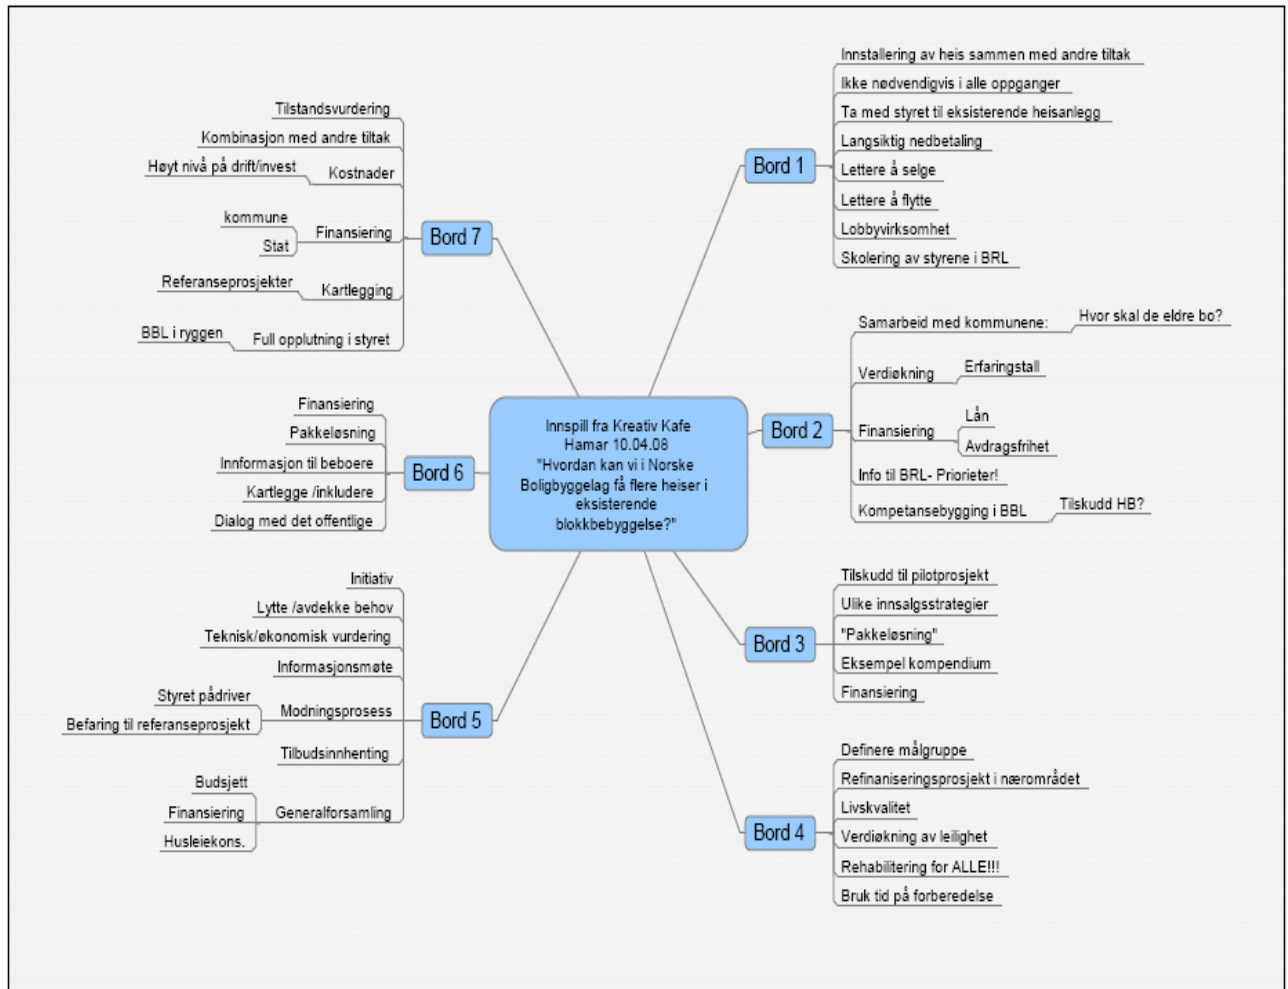 Innspill fra Kreativ Kafe
Hamar 10.04.08
"Hvordan kan vi i Norske
Boligbyggelag få flere heiser i
eksisterende
blokkbebyggelse?"
Bord 1
Innstallering av heis sammen med andre tiltak
Ikke nødvendigvis i alle oppganger
Ta med styret til eksisterende heisanlegg
Langsiktig nedbetaling
Lettere å selge
Lettere å flytte
Lobbyvirksomhet
Skolering av styrene i BRL
Bord 2
Samarbeid med kommunene:
Hvor skal de eldre bo?
Verdiøkning
Erfaringstall
Finansiering
Lån
Avdragsfrihet
Info til BRL- Priorieter!
Kompetansebygging i BBL
Tilskudd HB?
Bord 3
Tilskudd til pilotprosjekt
Ulike innsalgsstrategier
"Pakkeløsning"
Eksempel kompendium
Finansiering
Bord 4
Definere målgruppe
Refinaniseringsprosjekt i nærområdet
Livskvalitet
Verdiøkning av leilighet
Rehabilitering for ALLE!!!
Bruk tid på forberedelse
Bord 5
Initiativ
Lytte /avdekke behov
Teknisk/økonomisk vurdering
Informasjonsmøte
Modningsprosess
Styret pådriver
Befaring til referanseprosjekt
Tilbudsinnhenting
Generalforsamling
Budsjett
Finansiering
Husleiekons.
Bord 6
Finansiering
Pakkeløsning
Innformasjon til beboere
Kartlegge /inkludere
Dialog med det offentlige
Bord 7
Tilstandsvurdering
Kombinasjon med andre tiltak
Kostnader
Høyt nivå på drift/invest
Finansiering
kommune
Stat
Kartlegging
Referanseprosjekter
Full opplutning i styret
BBL i ryggen